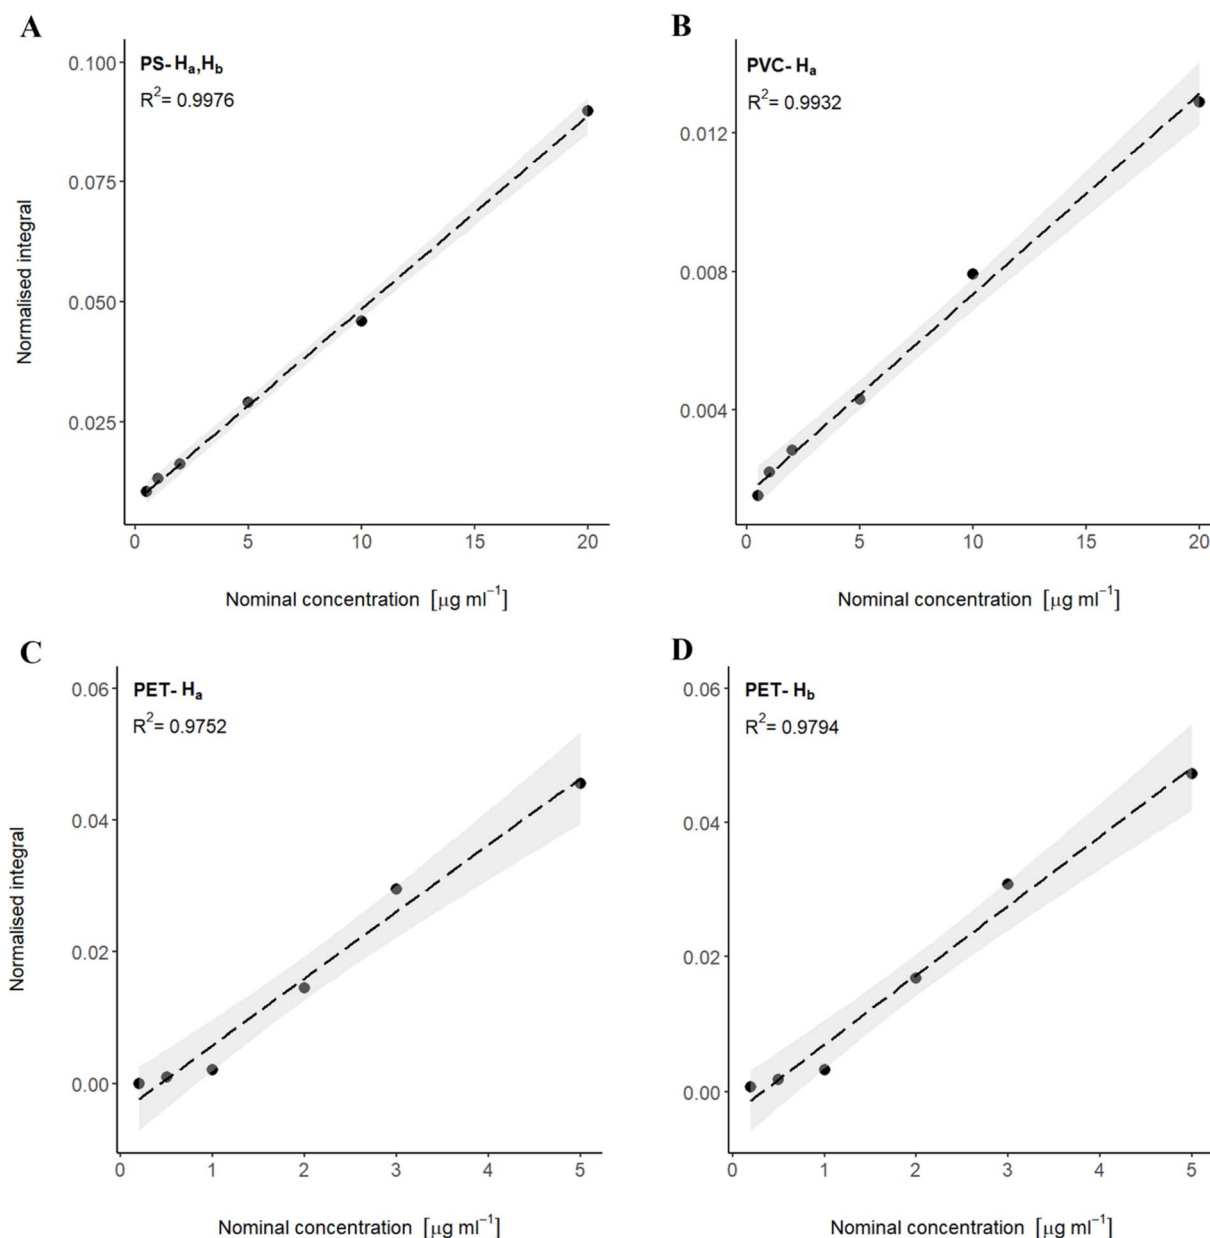 A
PS- Ha,Hb
R2= 0.9976
0.100
0.075
0.050
0.025
Normalised integral
0 5 10 15 20
Nominal concentration [µg ml−1]
B
PVC- Ha
R2= 0.9932
0.012
0.008
0.004
0 5 10 15 20
Nominal concentration [µg ml−1]
C
PET- Ha
R2= 0.9752
0.06
0.04
0.02
0.00
Normalised integral
0 1 2 3 4 5
Nominal concentration [µg ml−1]
D
PET- Hb
R2= 0.9794
0.06
0.04
0.02
0.00
0 1 2 3 4 5
Nominal concentration [µg ml−1]